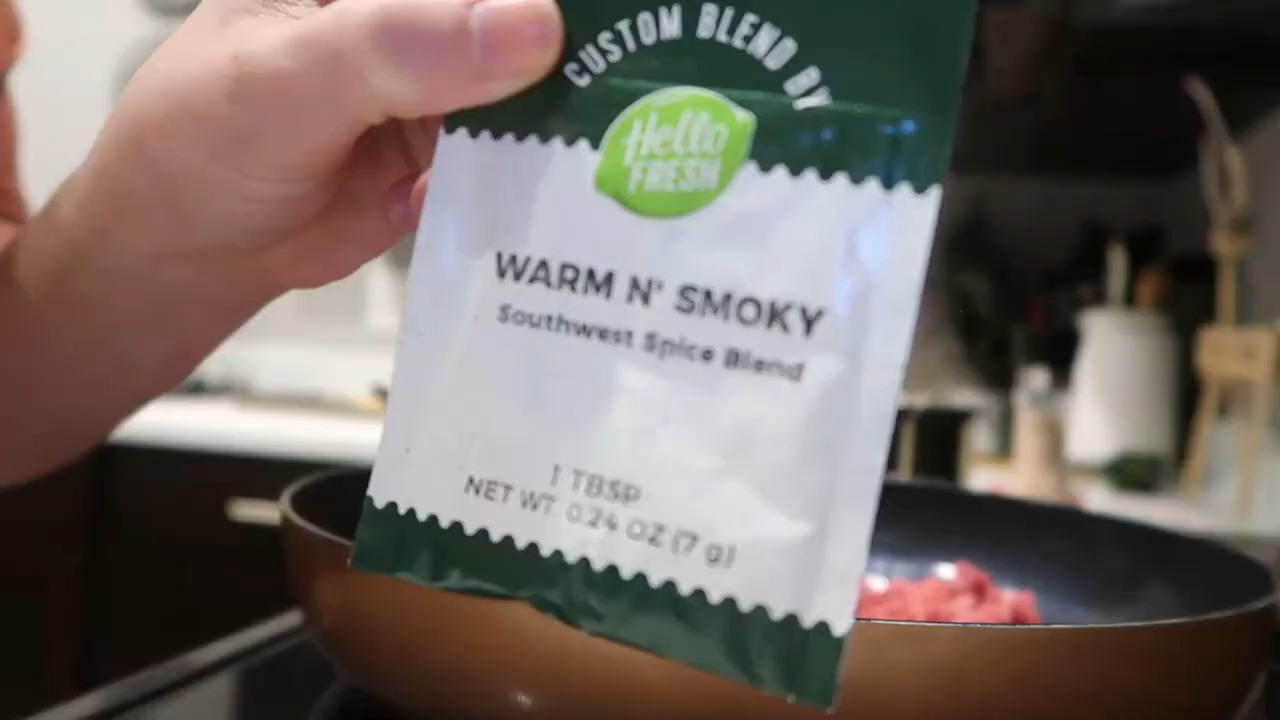 CUSTOM BLEND BY
Hello
FRESH
WARM N' SMOKY
Southwest Spice Blend
1 TBSP
NET WT. 0.24 OZ (7 g)